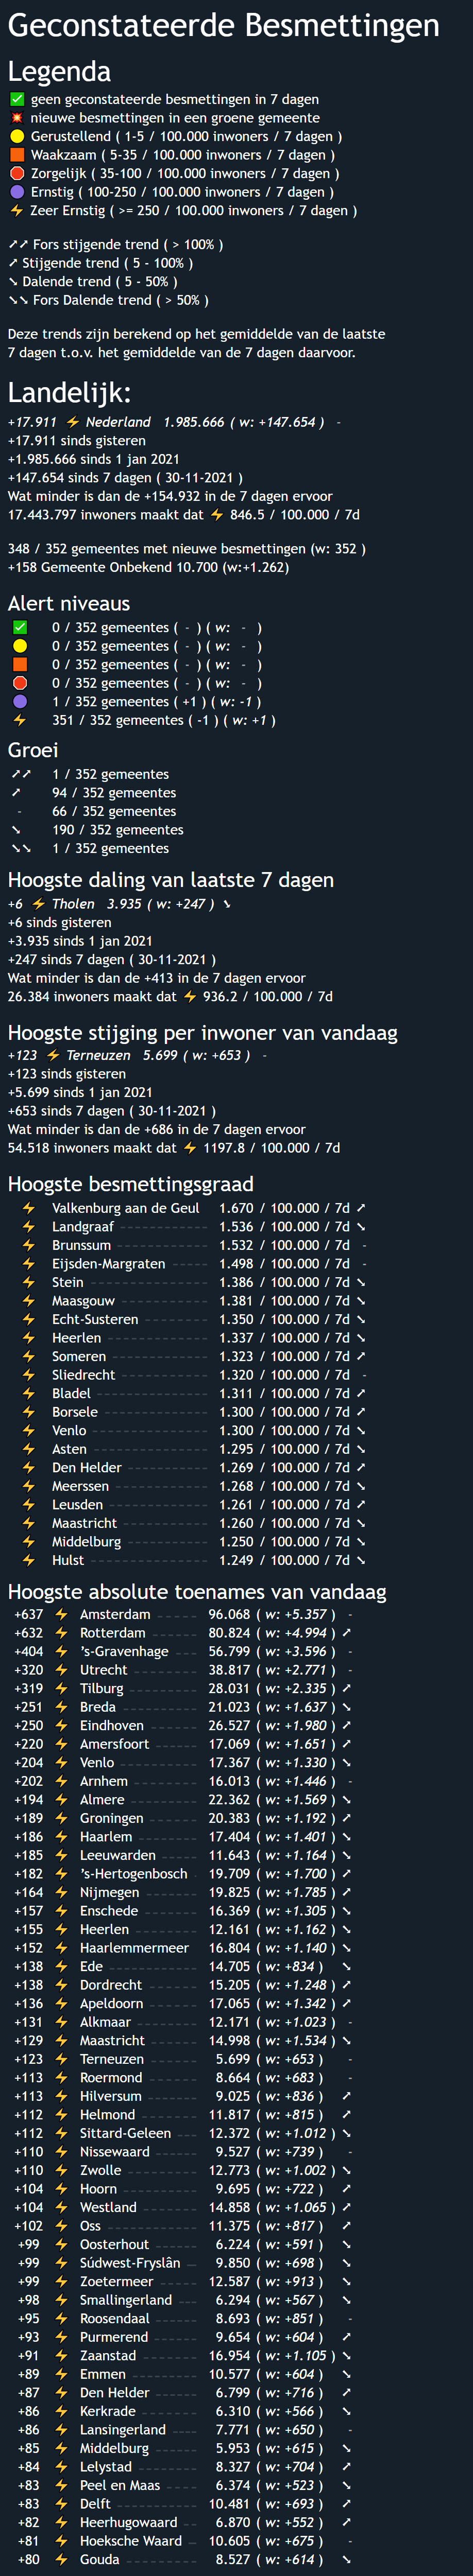 Geconstateerde Besmettingen
Legenda
✅ geen geconstateerde besmettingen in 7 dagen
💥 nieuwe besmettingen in een groene gemeente
🟡 Gerustellend ( 1-5 / 100.000 inwoners / 7 dagen )
🟧 Waakzaam ( 5-35 / 100.000 inwoners / 7 dagen )
🛑 Zorgelijk ( 35-100 / 100.000 inwoners / 7 dagen )
🟣 Ernstig ( 100-250 / 100.000 inwoners / 7 dagen )
⚡ Zeer Ernstig ( >= 250 / 100.000 inwoners / 7 dagen )
➚➚ Fors stijgende trend ( > 100% )
➚ Stijgende trend ( 5 - 100% )
➘ Dalende trend ( 5 - 50% )
➘➘ Fors Dalende trend ( > 50% )
Deze trends zijn berekend op het gemiddelde van de laatste
7 dagen t.o.v. het gemiddelde van de 7 dagen daarvoor.
Landelijk:
+17.911 ⚡ Nederland 1.985.666 ( w: +147.654 ) -
+17.911 sinds gisteren
+1.985.666 sinds 1 jan 2021
+147.654 sinds 7 dagen ( 30-11-2021 )
Wat minder is dan de +154.932 in de 7 dagen ervoor
17.443.797 inwoners maakt dat ⚡ 846.5 / 100.000 / 7d
348 / 352 gemeentes met nieuwe besmettingen (w: 352 )
+158 Gemeente Onbekend 10.700 (w:+1.262)
Alert niveaus
✅ 0 / 352 gemeentes ( - ) ( w: - )
🟡 0 / 352 gemeentes ( - ) ( w: - )
🟧 0 / 352 gemeentes ( - ) ( w: - )
🛑 0 / 352 gemeentes ( - ) ( w: - )
🟣 1 / 352 gemeentes ( +1 ) ( w: -1 )
⚡ 351 / 352 gemeentes ( -1 ) ( w: +1 )
Groei
➚➚ 1 / 352 gemeentes
➚ 94 / 352 gemeentes
- 66 / 352 gemeentes
➘ 190 / 352 gemeentes
➘➘ 1 / 352 gemeentes
Hoogste daling van laatste 7 dagen
+6 ⚡ Tholen 3.935 ( w: +247 ) ➘
+6 sinds gisteren
+3.935 sinds 1 jan 2021
+247 sinds 7 dagen ( 30-11-2021 )
Wat minder is dan de +413 in de 7 dagen ervoor
26.384 inwoners maakt dat ⚡ 936.2 / 100.000 / 7d
Hoogste stijging per inwoner van vandaag
+123 ⚡ Terneuzen 5.699 ( w: +653 ) -
+123 sinds gisteren
+5.699 sinds 1 jan 2021
+653 sinds 7 dagen ( 30-11-2021 )
Wat minder is dan de +686 in de 7 dagen ervoor
54.518 inwoners maakt dat ⚡ 1197.8 / 100.000 / 7d
Hoogste besmettingsgraad
⚡ Valkenburg aan de Geul 1.670 / 100.000 / 7d ➚
⚡ Landgraaf 1.536 / 100.000 / 7d ➘
⚡ Brunssum 1.532 / 100.000 / 7d -
⚡ Eijsden-Margraten 1.498 / 100.000 / 7d -
⚡ Stein 1.386 / 100.000 / 7d ➘
⚡ Maasgouw 1.381 / 100.000 / 7d ➘
⚡ Echt-Susteren 1.350 / 100.000 / 7d ➘
⚡ Heerlen 1.337 / 100.000 / 7d ➘
⚡ Someren 1.323 / 100.000 / 7d ➚
⚡ Sliedrecht 1.320 / 100.000 / 7d -
⚡ Bladel 1.311 / 100.000 / 7d ➚
⚡ Borsele 1.300 / 100.000 / 7d ➚
⚡ Venlo 1.300 / 100.000 / 7d ➘
⚡ Asten 1.295 / 100.000 / 7d ➘
⚡ Den Helder 1.269 / 100.000 / 7d ➚
⚡ Meerssen 1.268 / 100.000 / 7d ➘
⚡ Leusden 1.261 / 100.000 / 7d ➚
⚡ Maastricht 1.260 / 100.000 / 7d ➘
⚡ Middelburg 1.250 / 100.000 / 7d ➘
⚡ Hulst 1.249 / 100.000 / 7d ➘
Hoogste absolute toenames van vandaag
+637 ⚡ Amsterdam 96.068 ( w: +5.357 ) -
+632 ⚡ Rotterdam 80.824 ( w: +4.994 ) ➚
+404 ⚡ 's-Gravenhage 56.799 ( w: +3.596 ) -
+320 ⚡ Utrecht 38.817 ( w: +2.771 ) -
+319 ⚡ Tilburg 28.031 ( w: +2.335 ) ➚
+251 ⚡ Breda 21.023 ( w: +1.637 ) ➘
+250 ⚡ Eindhoven 26.527 ( w: +1.980 ) ➚
+220 ⚡ Amersfoort 17.069 ( w: +1.651 ) ➚
+204 ⚡ Venlo 17.367 ( w: +1.330 ) ➘
+202 ⚡ Arnhem 16.013 ( w: +1.446 ) -
+194 ⚡ Almere 22.362 ( w: +1.569 ) ➘
+189 ⚡ Groningen 20.383 ( w: +1.192 ) ➚
+186 ⚡ Haarlem 17.404 ( w: +1.401 ) ➘
+185 ⚡ Leeuwarden 11.643 ( w: +1.164 ) ➘
+182 ⚡ 's-Hertogenbosch 19.709 ( w: +1.700 ) ➚
+164 ⚡ Nijmegen 19.825 ( w: +1.785 ) ➚
+157 ⚡ Enschede 16.369 ( w: +1.305 ) ➘
+155 ⚡ Heerlen 12.161 ( w: +1.162 ) ➘
+152 ⚡ Haarlemmermeer 16.804 ( w: +1.140 ) ➘
+138 ⚡ Ede 14.705 ( w: +834 ) ➘
+138 ⚡ Dordrecht 15.205 ( w: +1.248 ) ➚
+136 ⚡ Apeldoorn 17.065 ( w: +1.342 ) ➚
+131 ⚡ Alkmaar 12.171 ( w: +1.023 ) -
+129 ⚡ Maastricht 14.998 ( w: +1.534 ) ➘
+123 ⚡ Terneuzen 5.699 ( w: +653 ) -
+113 ⚡ Roermond 8.664 ( w: +683 ) -
+113 ⚡ Hilversum 9.025 ( w: +836 ) ➚
+112 ⚡ Helmond 11.817 ( w: +815 ) ➚
+112 ⚡ Sittard-Geleen 12.372 ( w: +1.012 ) ➘
+110 ⚡ Nissewaard 9.527 ( w: +739 ) -
+110 ⚡ Zwolle 12.773 ( w: +1.002 ) ➘
+104 ⚡ Hoorn 9.695 ( w: +722 ) ➚
+104 ⚡ Westland 14.858 ( w: +1.065 ) ➚
+102 ⚡ Oss 11.375 ( w: +817 ) ➚
+99 ⚡ Oosterhout 6.224 ( w: +591 ) ➘
+99 ⚡ Súdwest-Fryslân 9.850 ( w: +698 ) ➘
+99 ⚡ Zoetermeer 12.587 ( w: +913 ) ➘
+98 ⚡ Smallingerland 6.294 ( w: +567 ) ➘
+95 ⚡ Roosendaal 8.693 ( w: +851 ) -
+93 ⚡ Purmerend 9.654 ( w: +604 ) ➚
+91 ⚡ Zaanstad 16.954 ( w: +1.105 ) ➘
+89 ⚡ Emmen 10.577 ( w: +604 ) ➘
+87 ⚡ Den Helder 6.799 ( w: +716 ) ➚
+86 ⚡ Kerkrade 6.310 ( w: +566 ) ➘
+86 ⚡ Lansingerland 7.771 ( w: +650 ) -
+85 ⚡ Middelburg 5.953 ( w: +615 ) ➘
+84 ⚡ Lelystad 8.327 ( w: +704 ) ➚
+83 ⚡ Peel en Maas 6.374 ( w: +523 ) ➘
+83 ⚡ Delft 10.481 ( w: +693 ) ➚
+82 ⚡ Heerhugowaard 6.870 ( w: +552 ) ➚
+81 ⚡ Hoeksche Waard 10.605 ( w: +675 ) -
+80 ⚡ Gouda 8.527 ( w: +614 ) ➘